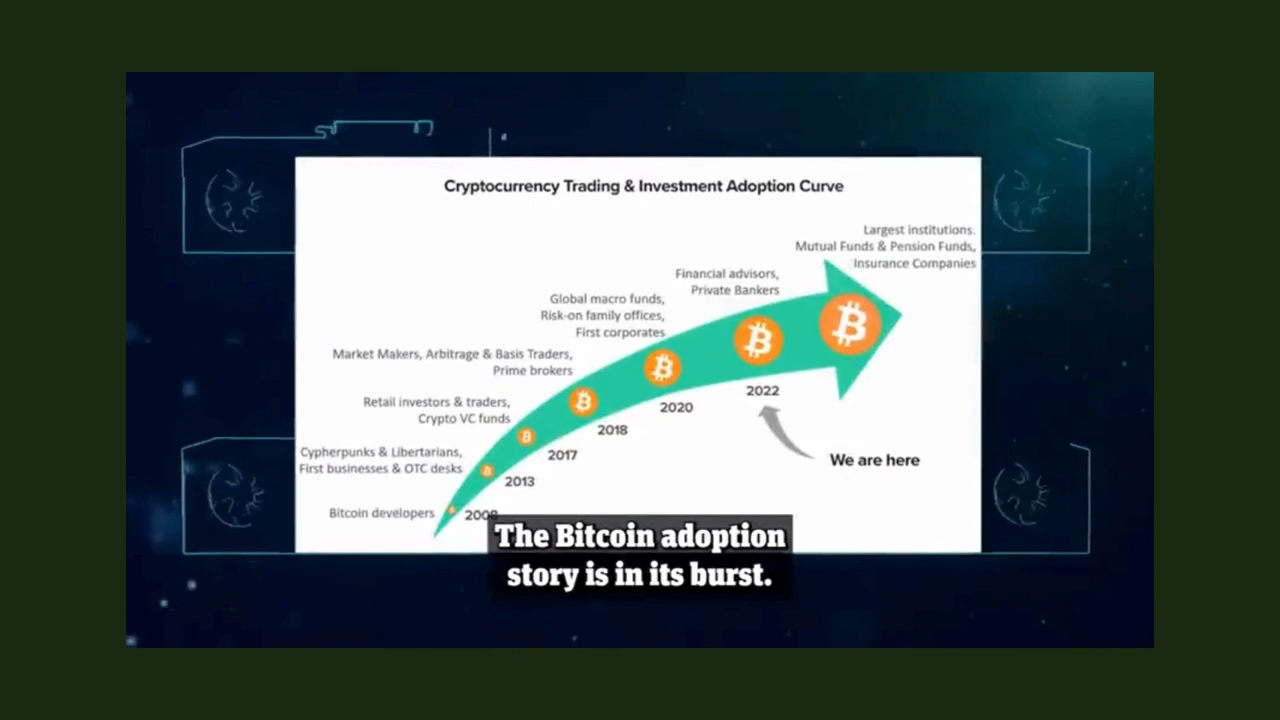 Cryptocurrency Trading & Investment Adoption Curve
Largest institutions.
Mutual Funds & Pension Funds,
Insurance Companies
Financial advisors,
Private Bankers
Global macro funds,
Risk-on family offices,
First corporates
Market Makers, Arbitrage & Basis Traders,
Prime brokers
Retail investors & traders,
Crypto VC funds
Cypherpunks & Libertarians,
First businesses & OTC desks
Bitcoin developers
2022
2020
2018
2017
2013
We are here
The Bitcoin adoption
story is in its burst.